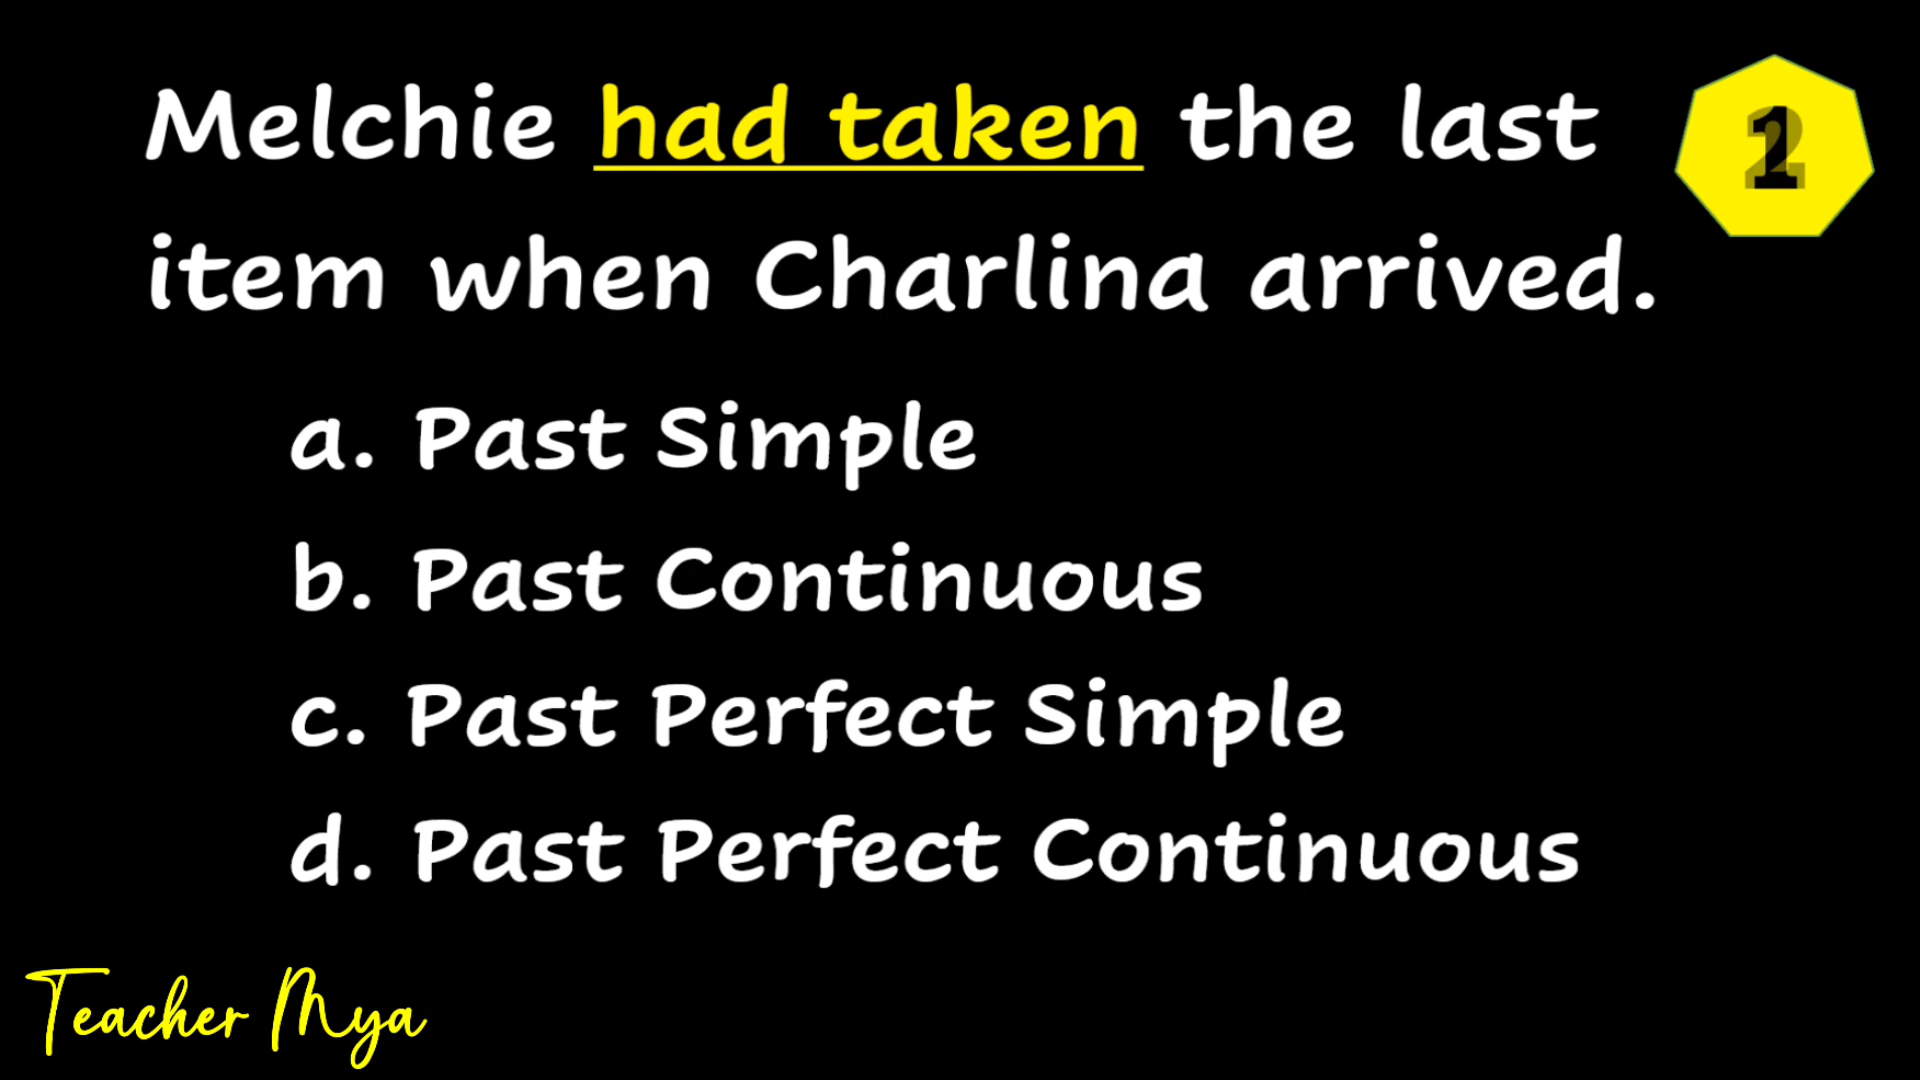 Melchie had taken the last
item when Charlina arrived.
a. Past Simple
b. Past Continuous
c. Past Perfect Simple
d. Past Perfect Continuous
Teacher Mya